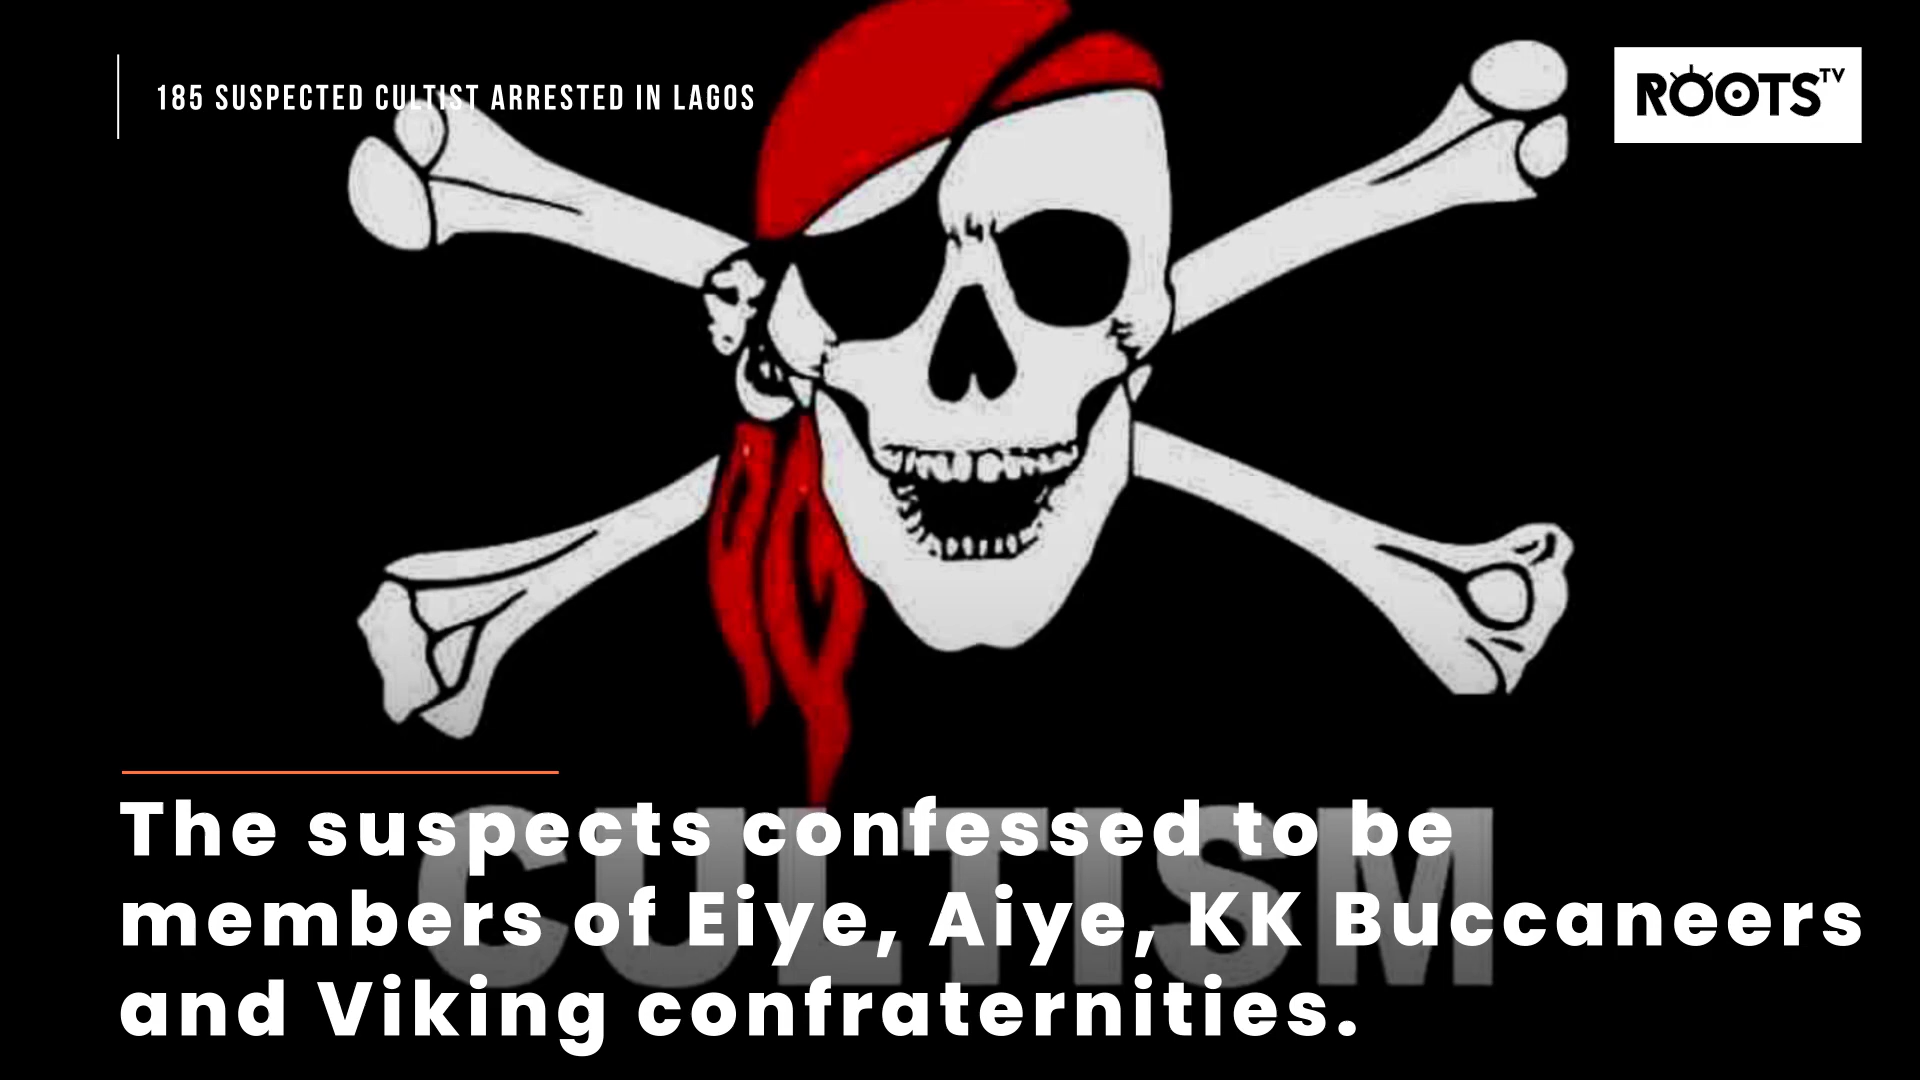 185 SUSPECTED CULTIST ARRESTED IN LAGOS
ROOTS TV
The suspects confessed to be
members of Eiye, Aiye, KK Buccaneers
and Viking confraternities.
CULTISM